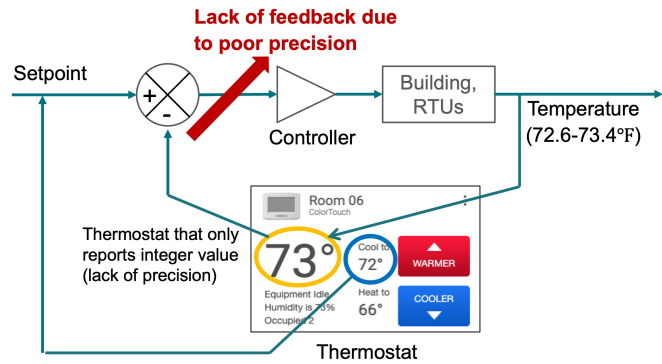 Lack of feedback due
to poor precision
Setpoint
+
-
Controller
Building,
RTUs
Temperature
(72.6-73.4°F)
Thermostat that only
reports integer value
(lack of precision)
Room 06
ColorTouch
73°
Cool to
72°
WARMER
Equipment Idle
Humidity is 73%
Occupied 2
Heat to
66°
COOLER
Thermostat